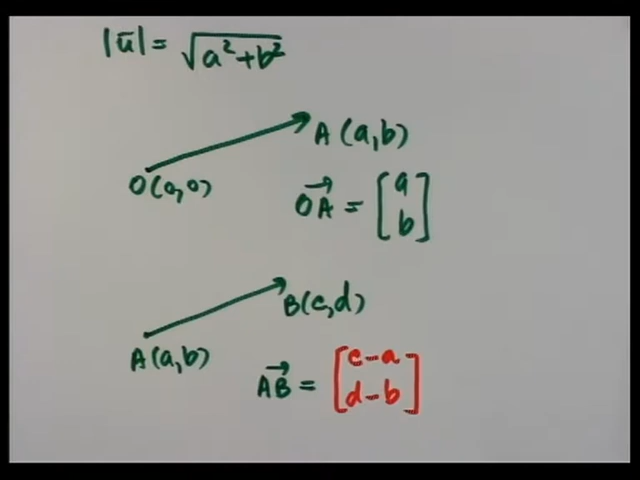 |ū| = √(a²+b²)
A (a,b)
O(0,0)
→OA = [a
b]
B(c,d)
A(a,b)
→AB = [c-a
d-b]